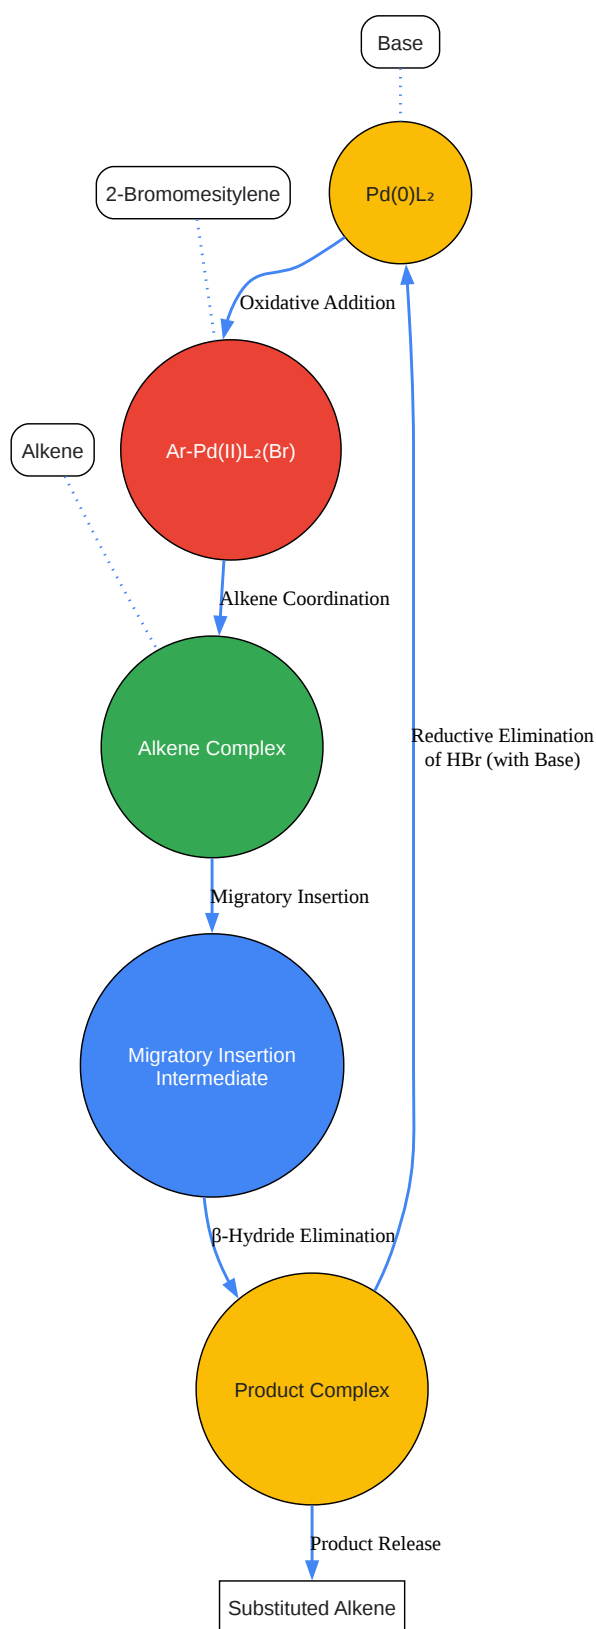 Base
Pd(0)L₂
2-Bromomesitylene
Oxidative Addition
Ar-Pd(II)L₂(Br)
Alkene
Alkene Coordination
Alkene Complex
Reductive Elimination
of HBr (with Base)
Migratory Insertion
Migratory Insertion
Intermediate
β-Hydride Elimination
Product Complex
Product Release
Substituted Alkene